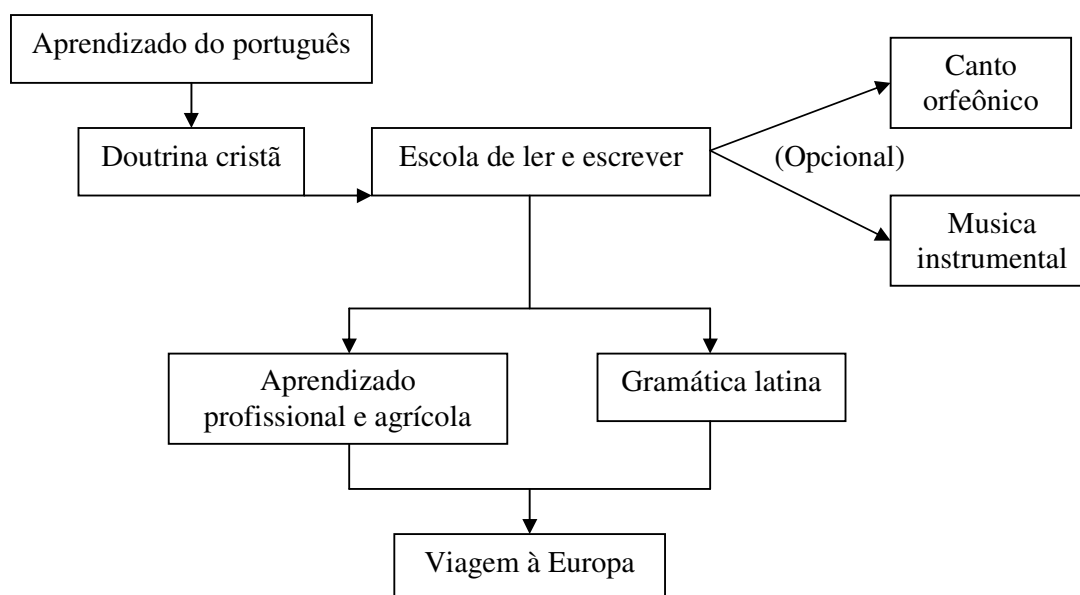 Aprendizado do português
Canto
orfeônico
Doutrina cristã
Escola de ler e escrever
(Opcional)
Musica
instrumental
Aprendizado
profissional e agrícola
Gramática latina
Viagem à Europa